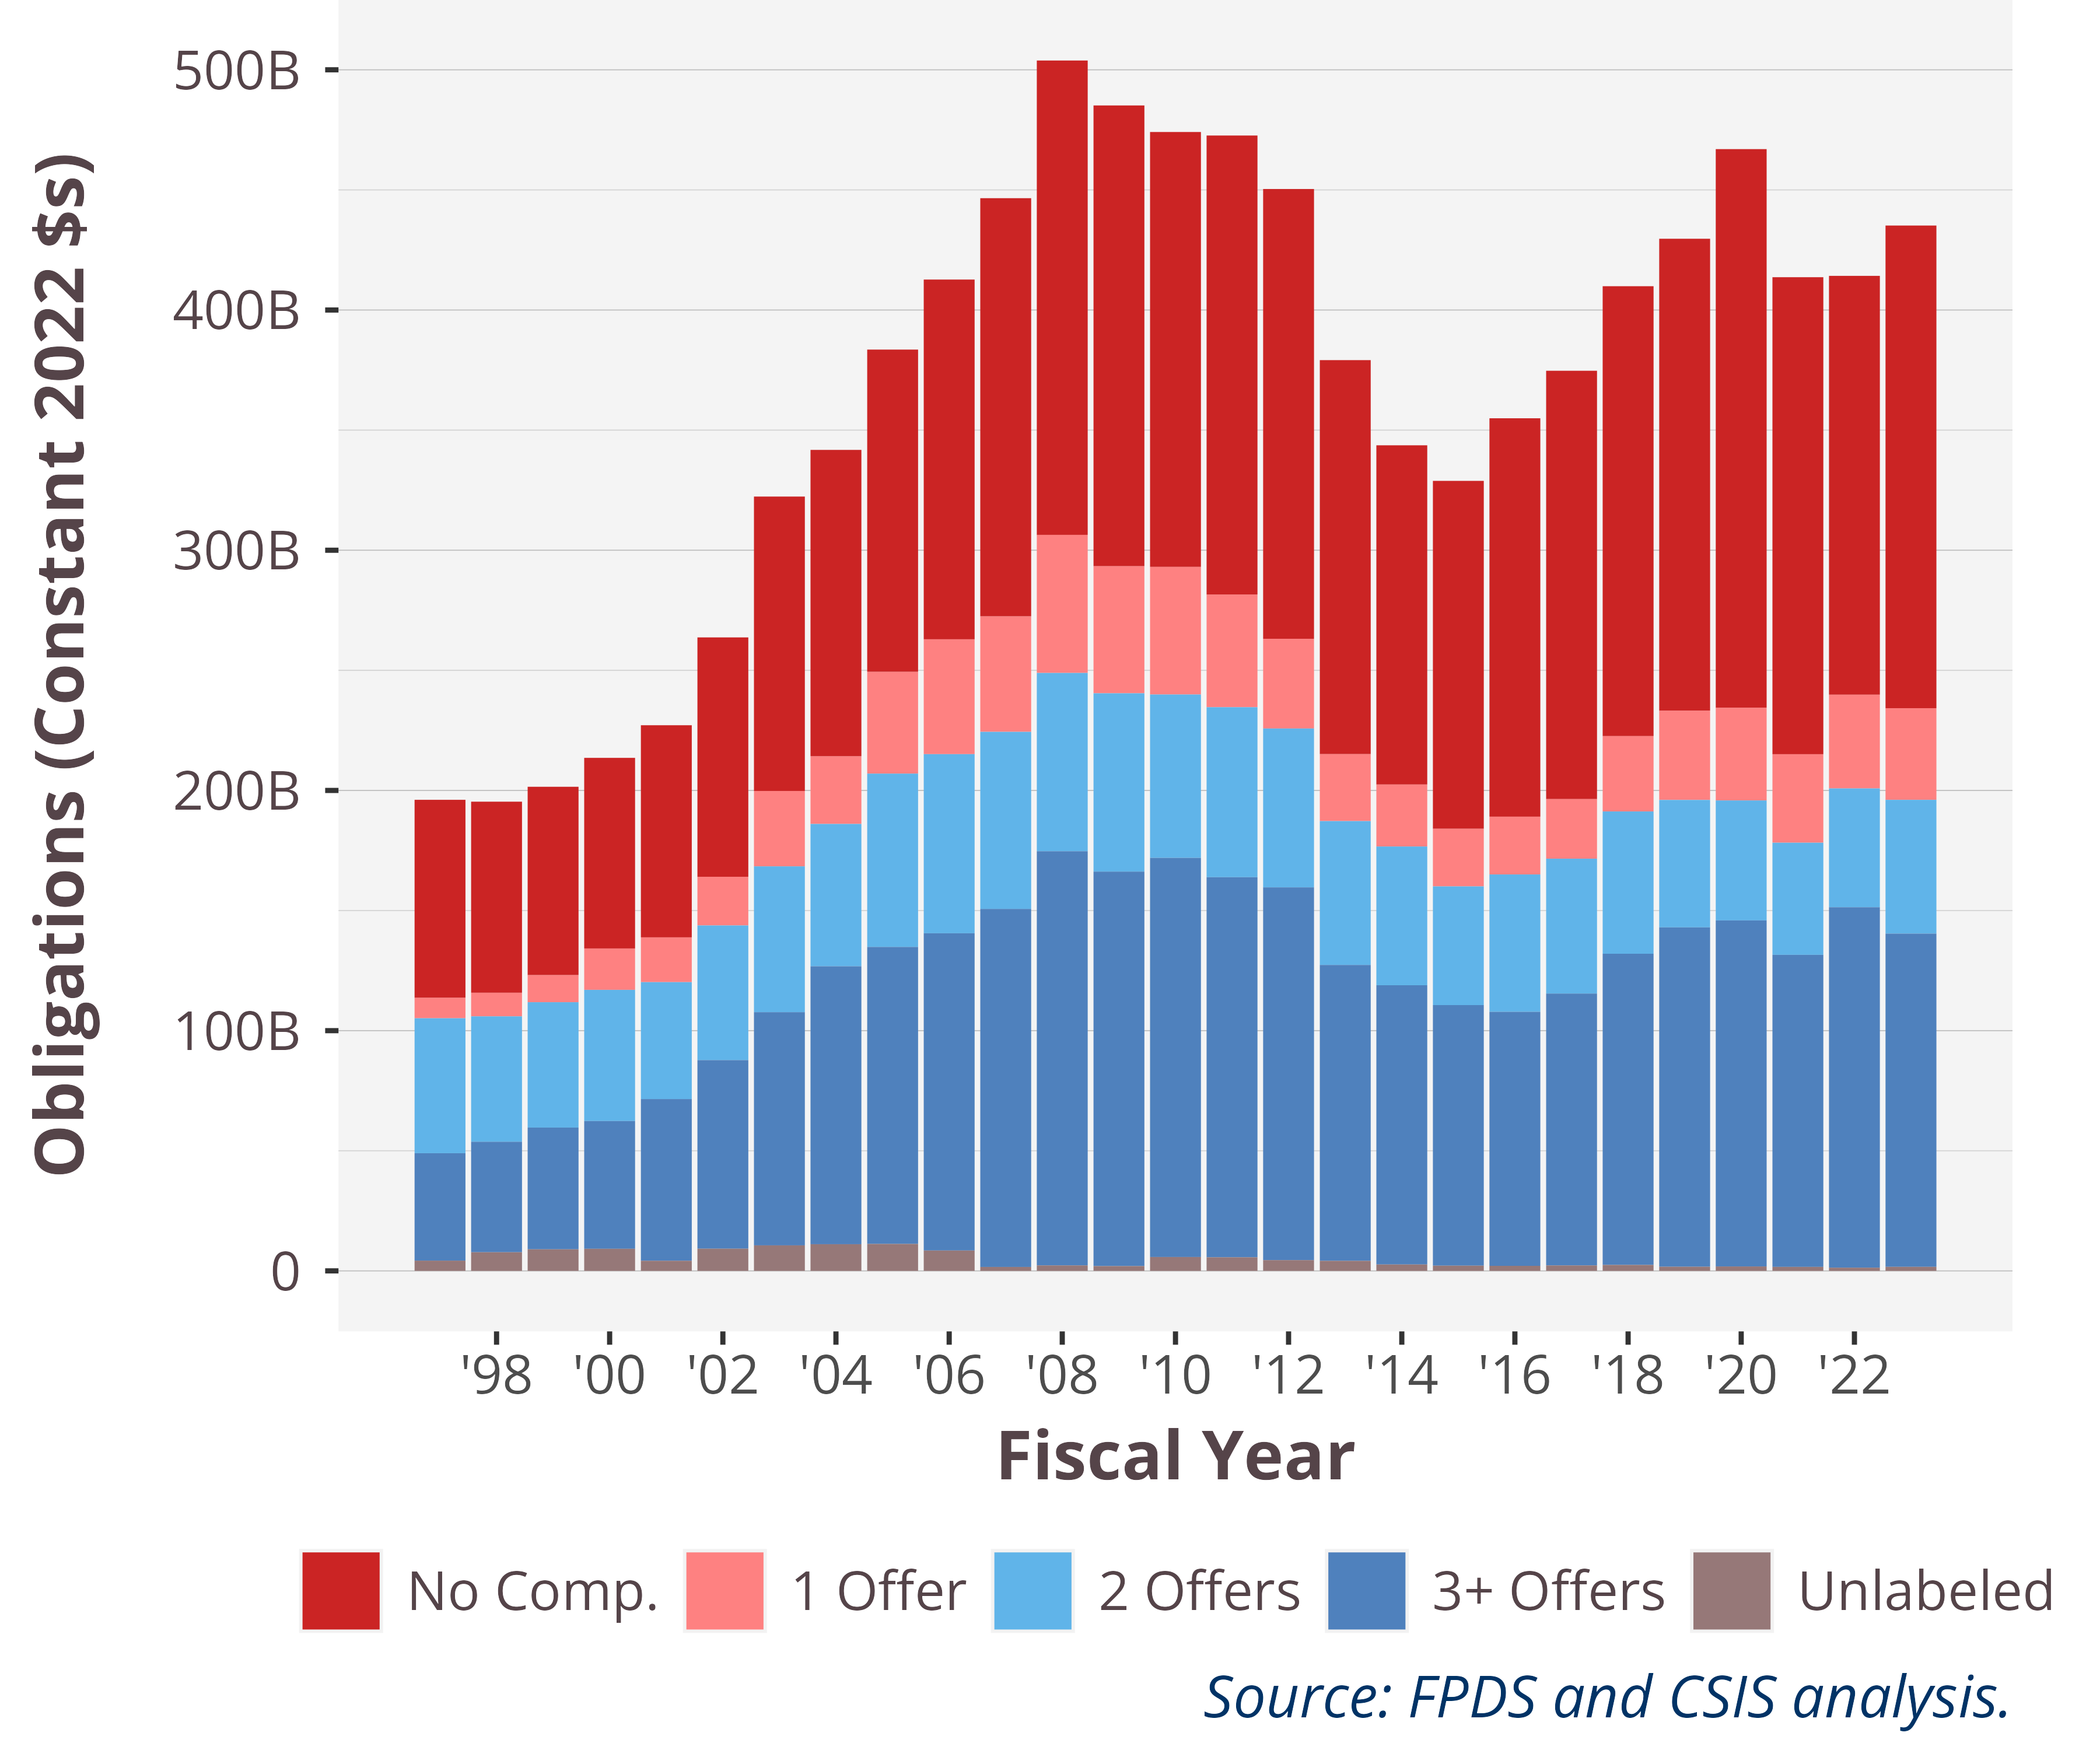 Obligations (Constant 2022 $s)
500B
400B
300B
200B
100B
0
'98 '00 '02 '04 '06 '08 '10 '12 '14 '16 '18 '20 '22
Fiscal Year
No Comp. 1 Offer 2 Offers 3+ Offers Unlabeled
Source: FPDS and CSIS analysis.